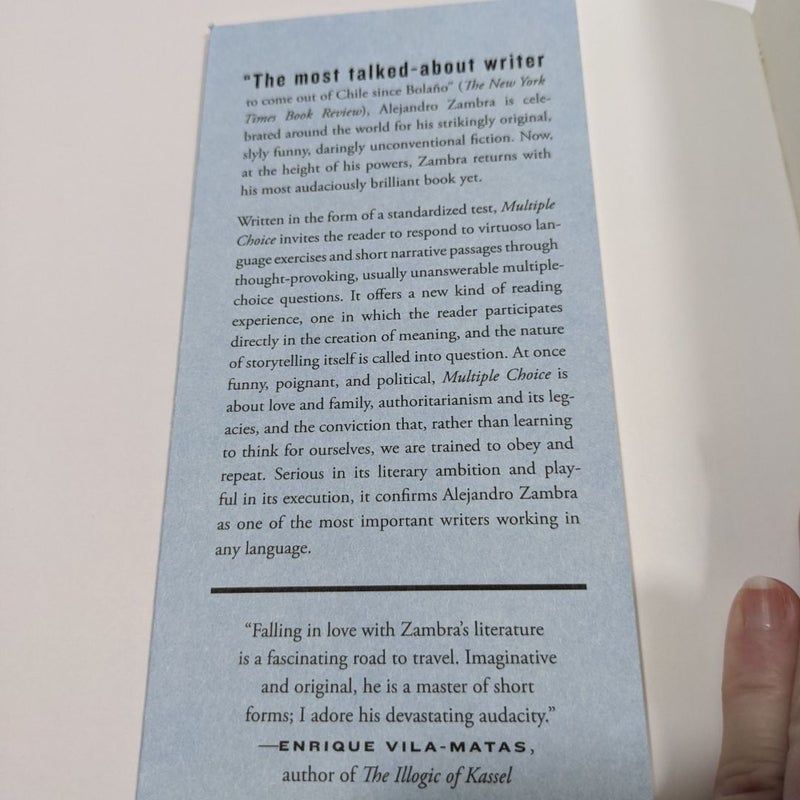 "The most talked-about writer
to come out of Chile since Bolaño" (The New York
Times Book Review), Alejandro Zambra is cele-
brated around the world for his strikingly original,
slyly funny, daringly unconventional fiction. Now,
at the height of his powers, Zambra returns with
his most audaciously brilliant book yet.
Written in the form of a standardized test, Multiple
Choice invites the reader to respond to virtuoso lan-
guage exercises and short narrative passages through
thought-provoking, usually unanswerable multiple-
choice questions. It offers a new kind of reading
experience, one in which the reader participates
directly in the creation of meaning, and the nature
of storytelling itself is called into question. At once
funny, poignant, and political, Multiple Choice is
about love and family, authoritarianism and its leg-
acies, and the conviction that, rather than learning
to think for ourselves, we are trained to obey and
repeat. Serious in its literary ambition and play-
ful in its execution, it confirms Alejandro Zambra
as one of the most important writers working in
any language.
"Falling in love with Zambra's literature
is a fascinating road to travel. Imaginative
and original, he is a master of short
forms; I adore his devastating audacity."
—ENRIQUE VILA-MATAS,
author of The Illogic of Kassel